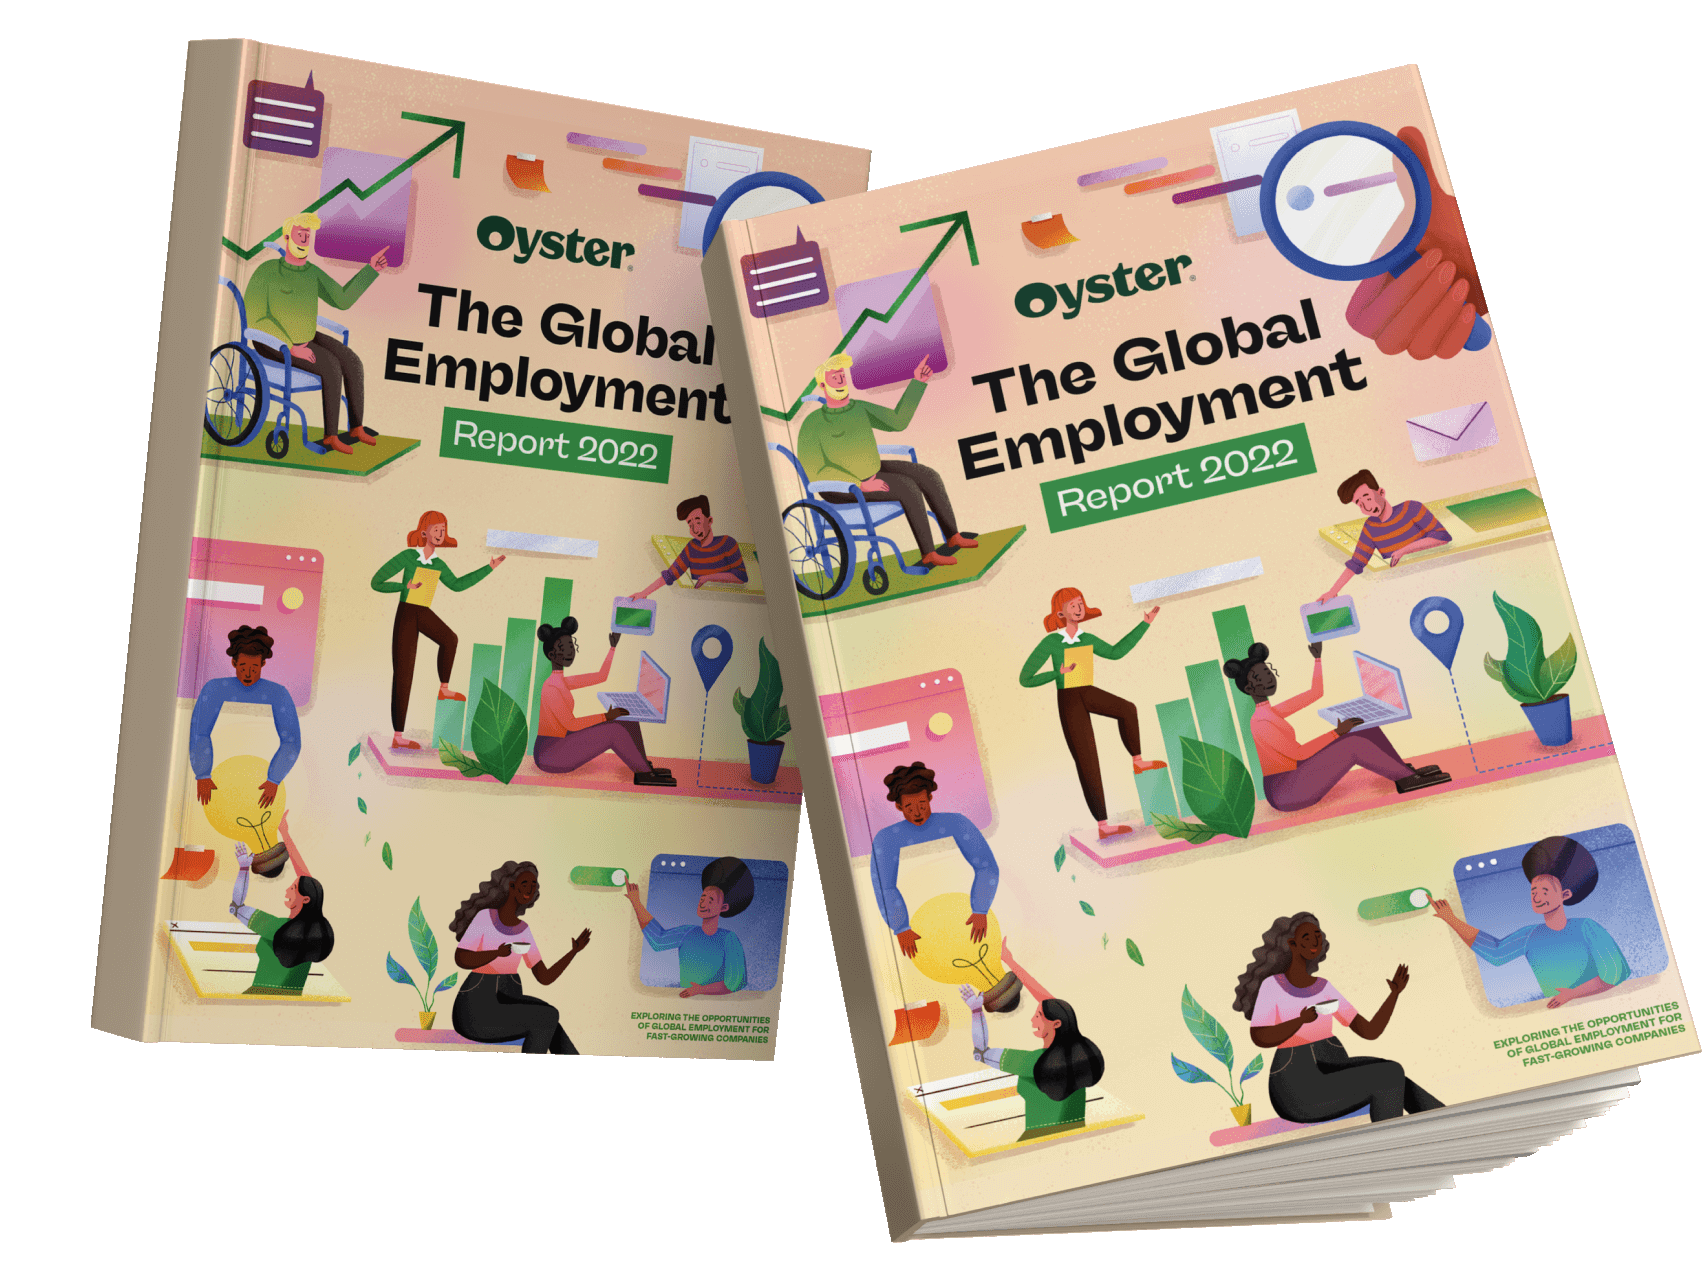 Oyster®
The Global
Employment
Report 2022
EXPLORING THE OPPORTUNITIES
OF GLOBAL EMPLOYMENT FOR
FAST-GROWING COMPANIES
Oyster®
The Global
Employment
Report 2022
EXPLORING THE OPPORTUNITIES
OF GLOBAL EMPLOYMENT FOR
FAST-GROWING COMPANIES